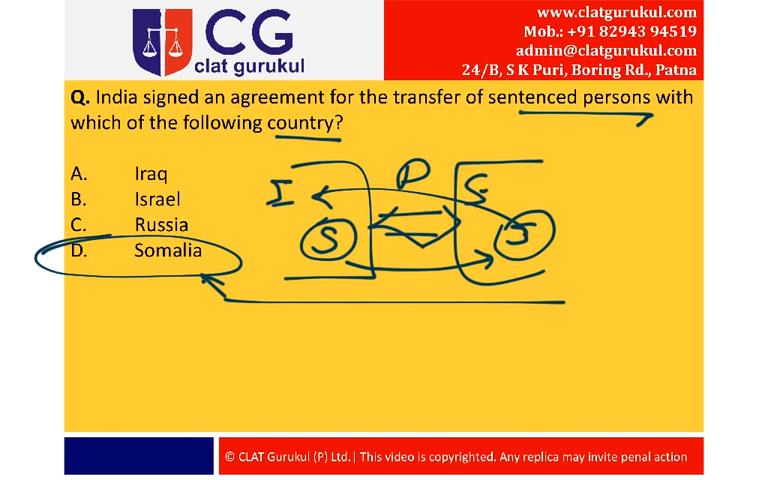 CG
clat gurukul
www.clatgurukul.com
Mob.: +91 82943 94519
admin@clatgurukul.com
24/B, S K Puri, Boring Rd., Patna
Q. India signed an agreement for the transfer of sentenced persons with
which of the following country?
A. Iraq
B. Israel
C. Russia
D. Somalia
I
P
S
S
I
© CLAT Gurukul (P) Ltd.| This video is copyrighted. Any replica may invite penal action